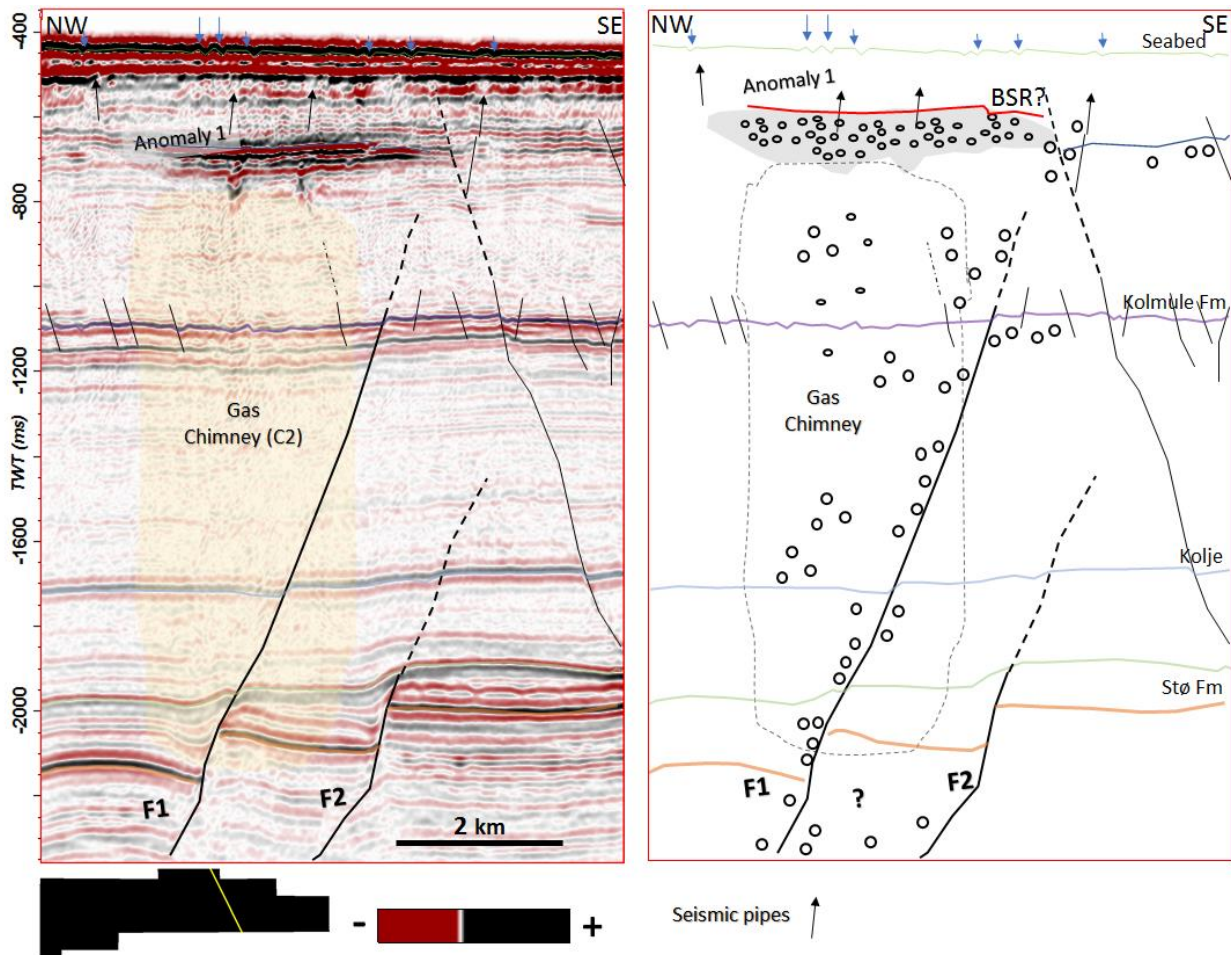 NW
SE
-400
-800
-1200
-1600
-2000
TWT (ms)
Anomaly 1
Gas
Chimney (C2)
F1
F2
2 km
NW
SE
Seabed
Anomaly 1
BSR?
Kolmule Fm
Gas
Chimney
Kolje
Stø Fm
F1
?
F2
- +
Seismic pipes